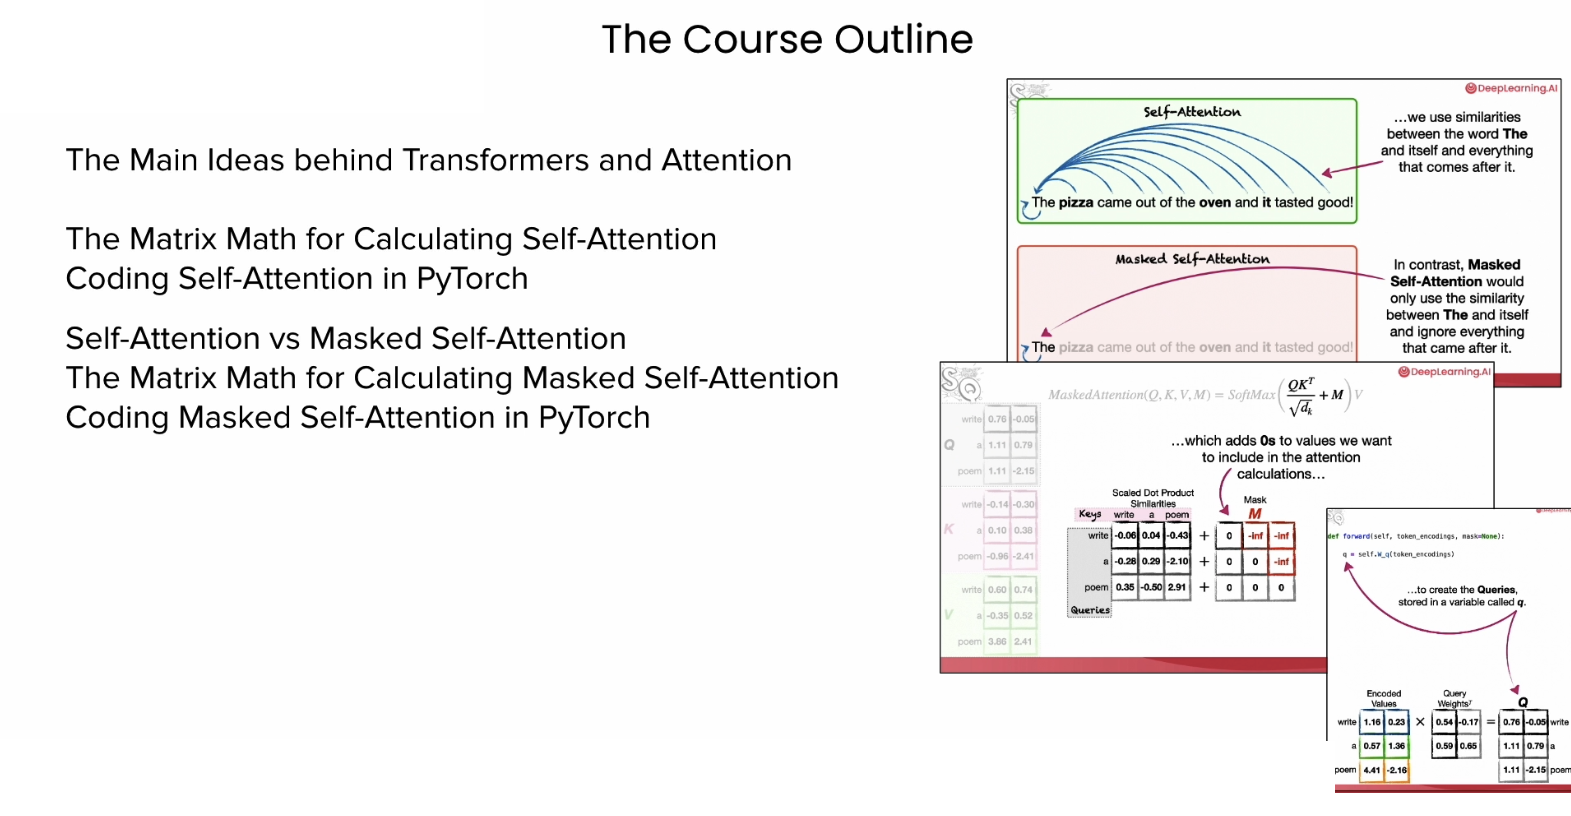 The Course Outline
The Main Ideas behind Transformers and Attention
The Matrix Math for Calculating Self-Attention
Coding Self-Attention in PyTorch
Self-Attention vs Masked Self-Attention
The Matrix Math for Calculating Masked Self-Attention
Coding Masked Self-Attention in PyTorch
DeepLearning.AI
Self-Attention
The pizza came out of the oven and it tasted good!
...we use similarities
between the word The
and itself and everything
that comes after it.
Masked Self-Attention
The pizza came out of the oven and it tasted good!
In contrast, Masked
Self-Attention would
only use the similarity
between The and itself
and ignore everything
that came after it.
SQ
DeepLearning.AI
MaskedAttention(Q, K, V, M) = SoftMax(QK^T / √d_k + M)V
...which adds 0s to values we want
to include in the attention
calculations...
Q
write 0.76 -0.05
a 1.11 0.79
poem 1.11 -2.15
K
write -0.14 -0.30
a 0.10 0.38
poem -0.96 -2.41
V
write 0.60 0.74
a -0.35 0.52
poem 3.86 2.41
Scaled Dot Product
Similarities
Mask
M
Keys write a poem
write -0.06 0.04 -0.43 + 0 -inf -inf
a -0.28 0.29 -2.10 + 0 0 -inf
poem 0.35 -0.50 2.91 + 0 0 0
Queries
def forward(self, token_encodings, mask=None):
q = self.W_q(token_encodings)
...to create the Queries,
stored in a variable called q.
Encoded
Values
Query
Weights^T
Q
write 1.16 0.23 × 0.54 -0.17 = 0.76 -0.05 write
a 0.57 1.36 0.59 0.65 1.11 0.79 a
poem 4.41 -2.16 1.11 -2.15 poem